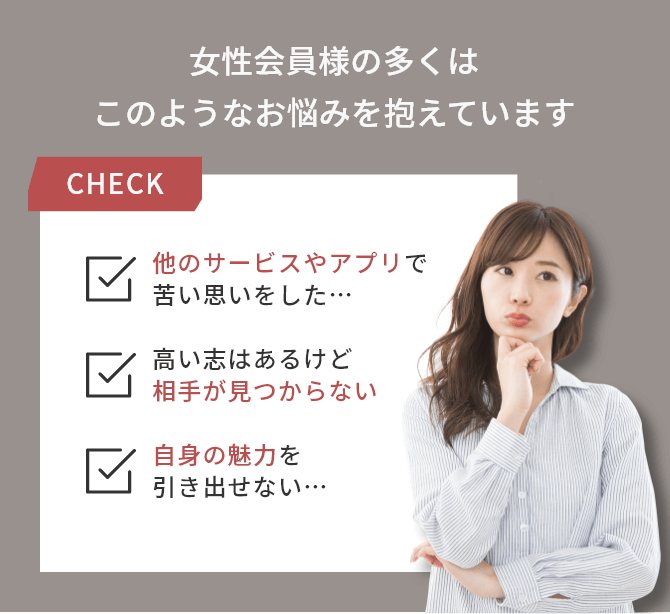 女性会員様の多くは
このようなお悩みを抱えています
CHECK
他のサービスやアプリで
苦い思いをした…
高い志はあるけど
相手が見つからない
自身の魅力を
引き出せない…